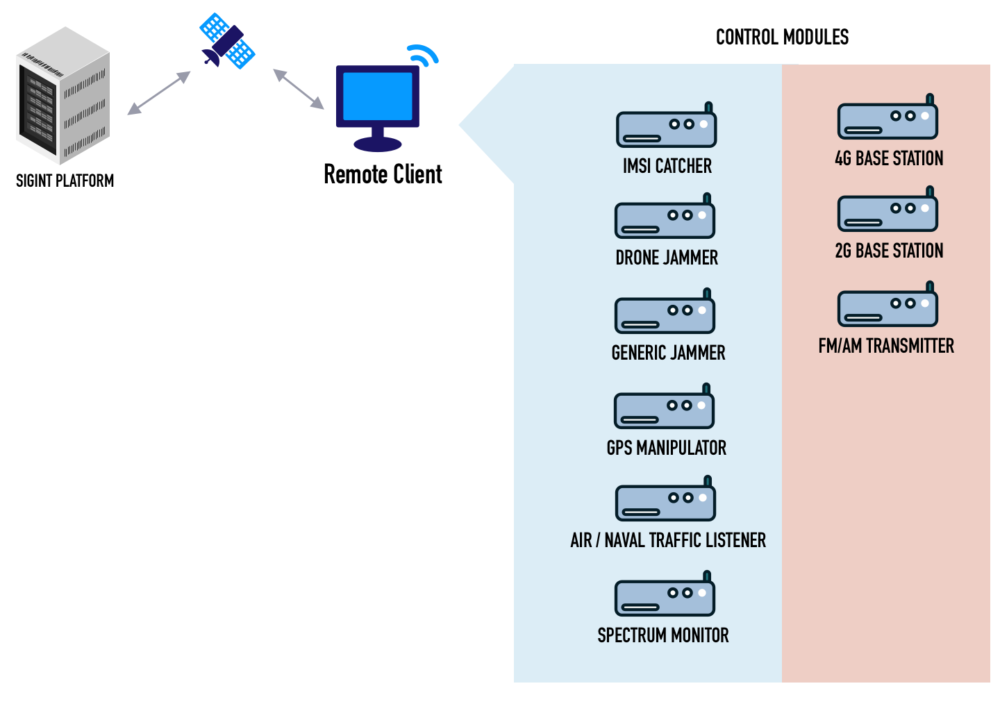 CONTROL MODULES
SIGINT PLATFORM
Remote Client
IMSI CATCHER
DRONE JAMMER
GENERIC JAMMER
GPS MANIPULATOR
AIR / NAVAL TRAFFIC LISTENER
SPECTRUM MONITOR
4G BASE STATION
2G BASE STATION
FM/AM TRANSMITTER